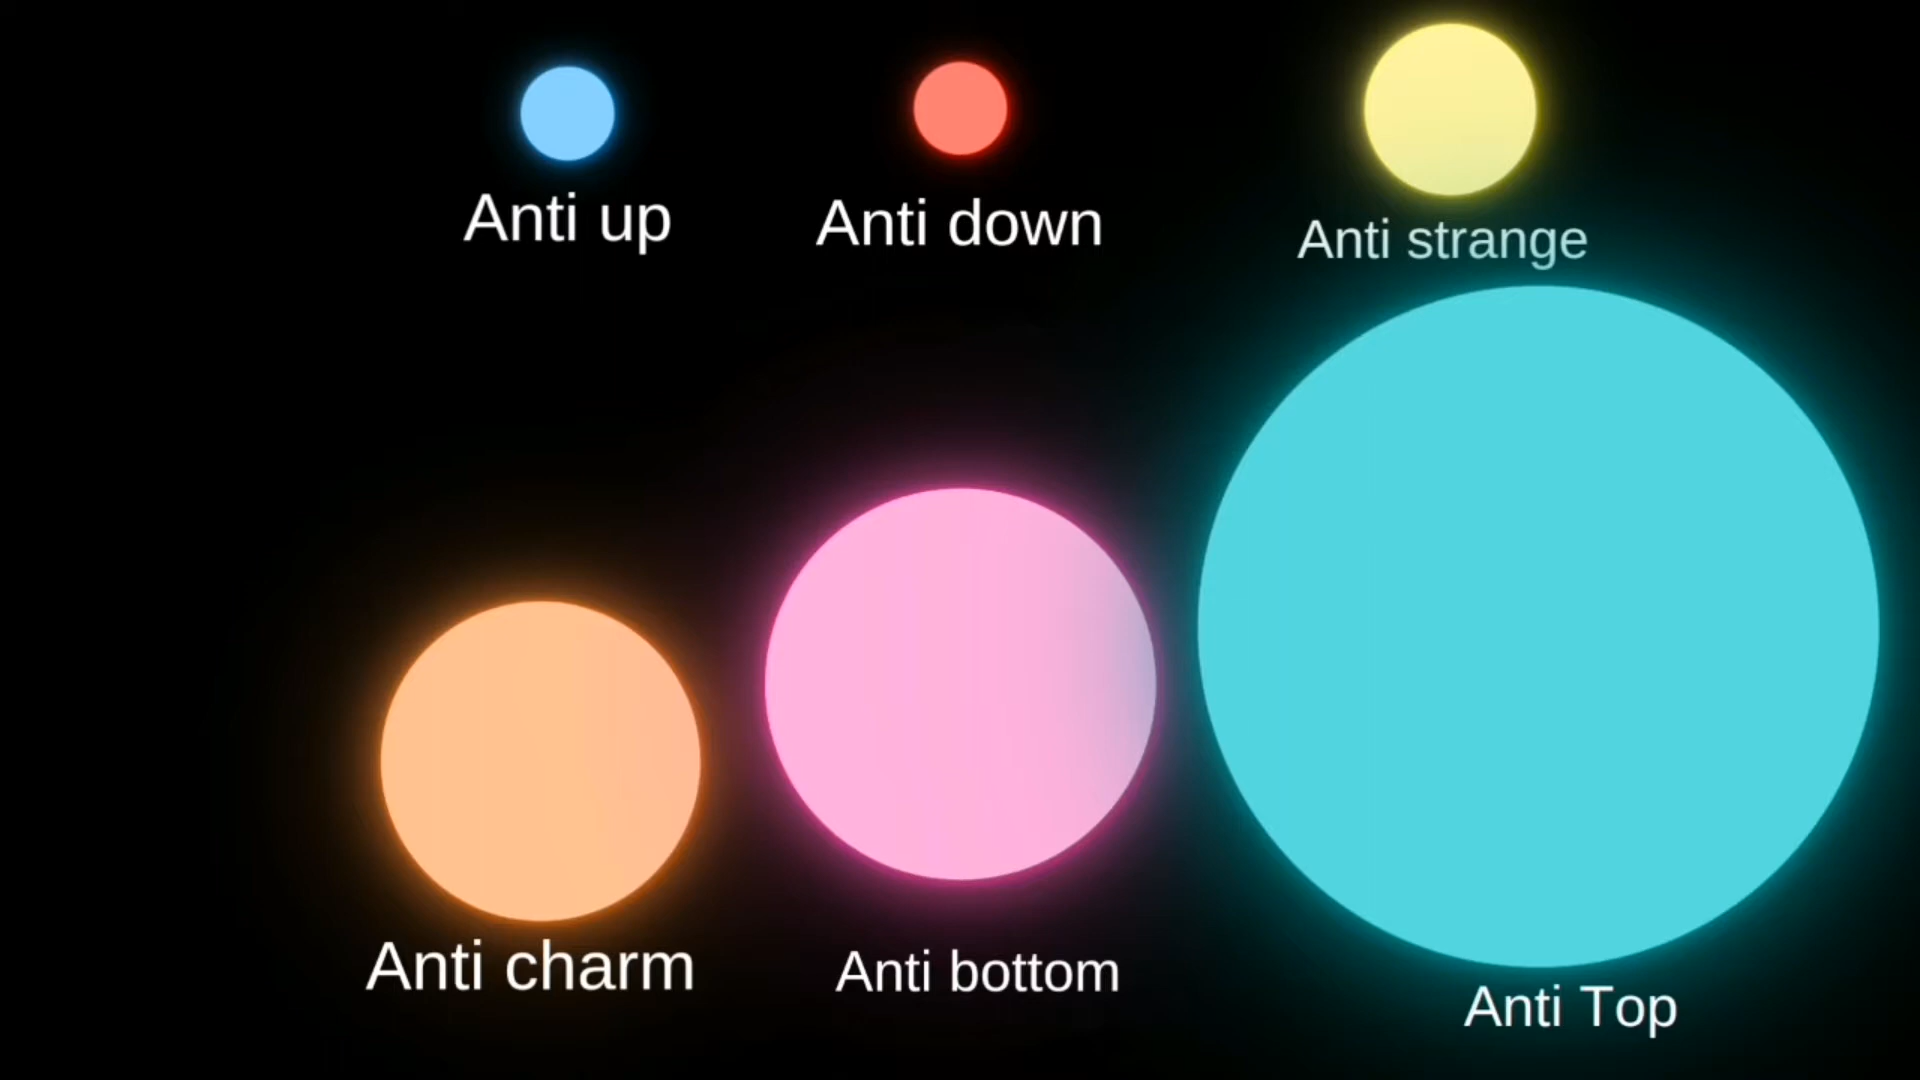 Anti up
Anti down
Anti strange
Anti charm
Anti bottom
Anti Top